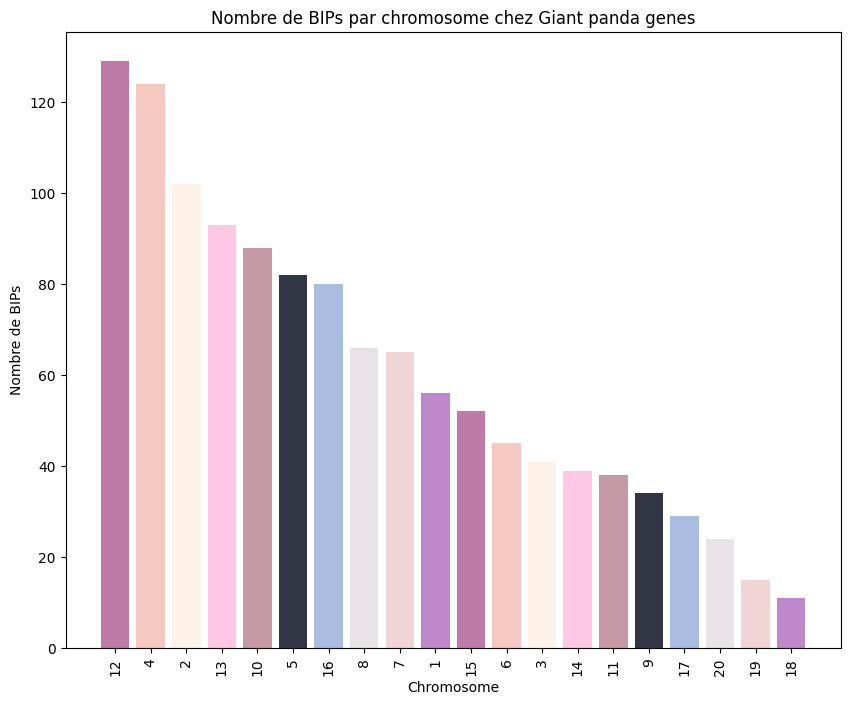 Nombre de BIPs par chromosome chez Giant panda genes
Nombre de BIPs
120
100
80
60
40
20
0
12 4 2 13 10 5 16 8 7 1 15 6 3 14 11 9 17 20 19 18
Chromosome